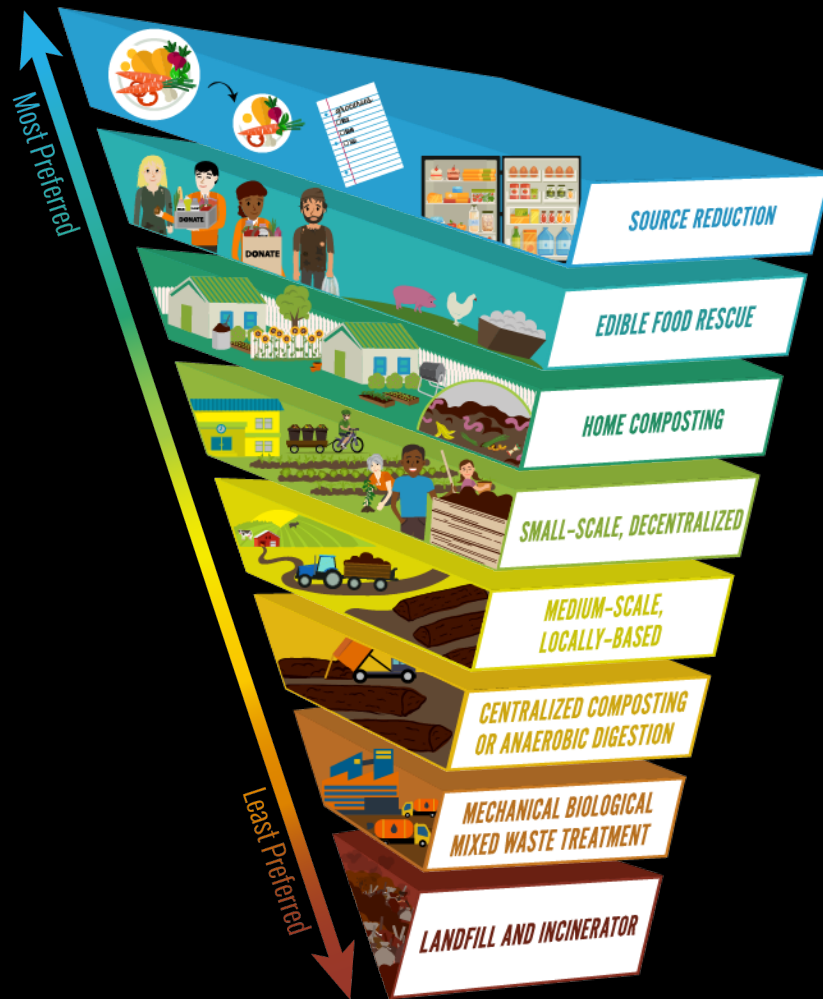 Most Preferred
groceries
SOURCE REDUCTION
DONATE
DONATE
EDIBLE FOOD RESCUE
HOME COMPOSTING
SMALL-SCALE, DECENTRALIZED
MEDIUM-SCALE,
LOCALLY-BASED
CENTRALIZED COMPOSTING
OR ANAEROBIC DIGESTION
MECHANICAL BIOLOGICAL
MIXED WASTE TREATMENT
Least Preferred
LANDFILL AND INCINERATOR